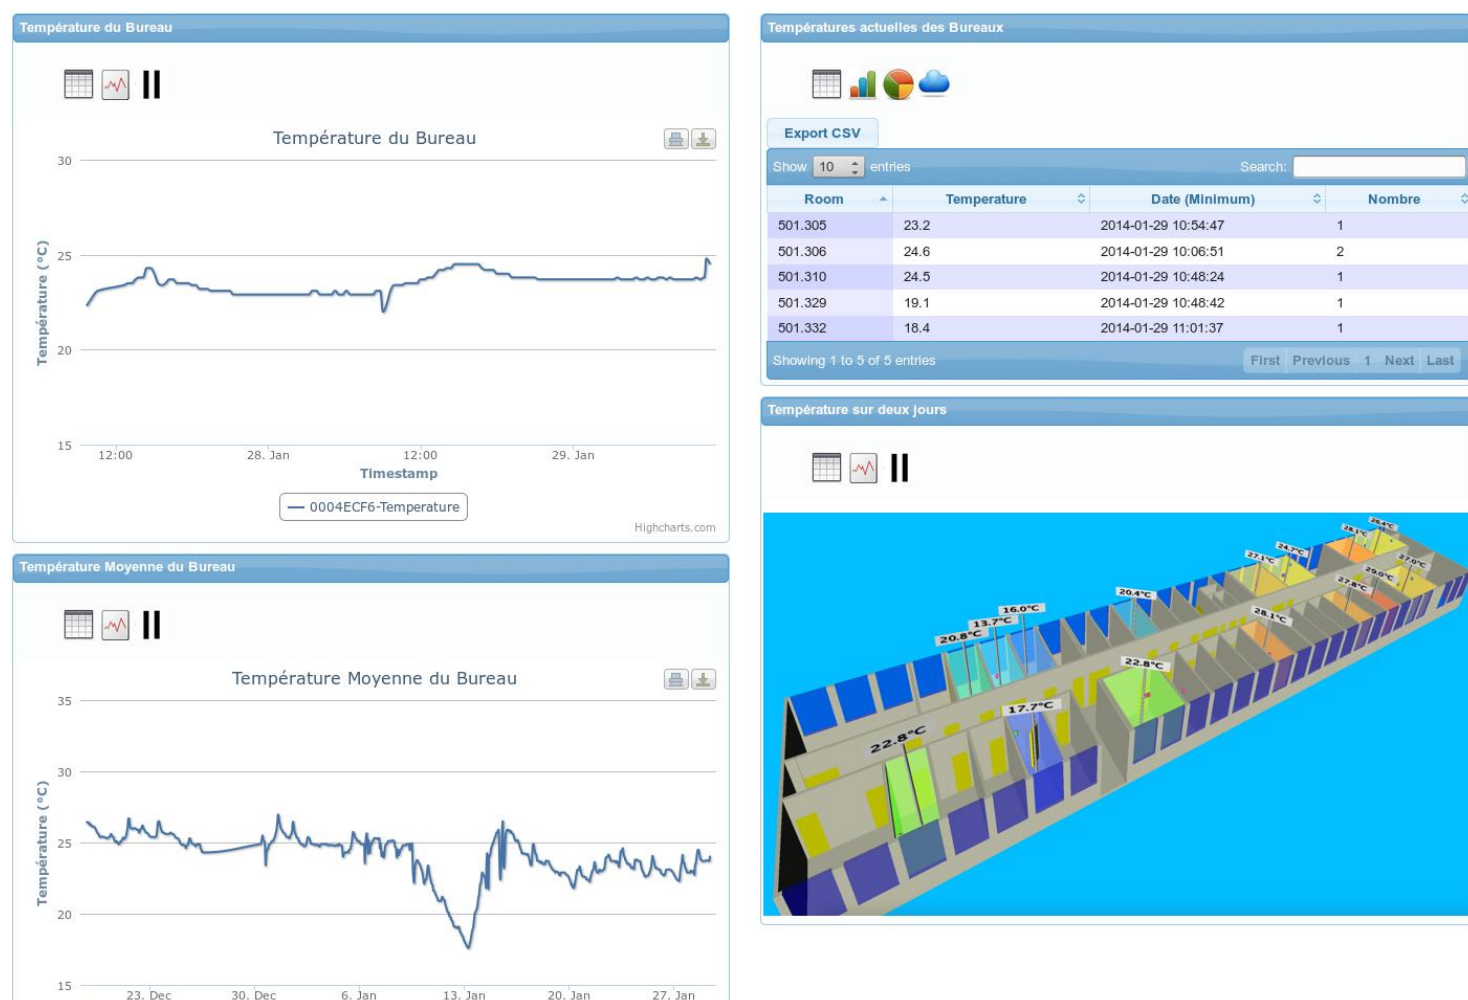 Température du Bureau
Température du Bureau
30
25
20
15
Température (°C)
12:00 28. Jan 12:00 29. Jan
Timestamp
0004ECF6-Temperature
Highcharts.com
Température Moyenne du Bureau
Température Moyenne du Bureau
35
30
25
20
15
Température (°C)
23. Dec 30. Dec 6. Jan 13. Jan 20. Jan 27. Jan
Températures actuelles des Bureaux
Export CSV
Show 10 entries Search:
Room Temperature Date (Minimum) Nombre
501.305 23.2 2014-01-29 10:54:47 1
501.306 24.6 2014-01-29 10:06:51 2
501.310 24.5 2014-01-29 10:48:24 1
501.329 19.1 2014-01-29 10:48:42 1
501.332 18.4 2014-01-29 11:01:37 1
Showing 1 to 5 of 5 entries First Previous 1 Next Last
Température sur deux jours
26.4°C
28.1°C
24.7°C
27.1°C
27.0°C
29.0°C
27.8°C
20.4°C
16.0°C
28.1°C
13.7°C
20.8°C
22.8°C
17.7°C
22.8°C